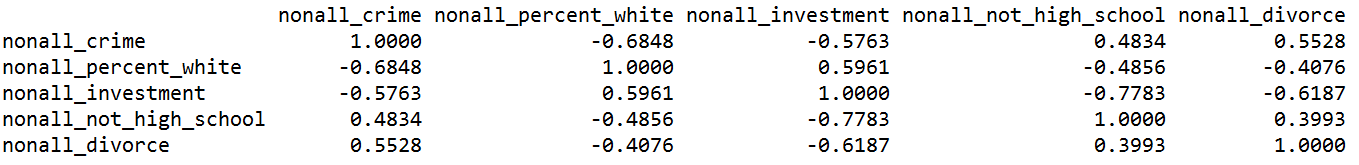 nonall_crime nonall_percent_white nonall_investment nonall_not_high_school nonall_divorce
nonall_crime 1.0000 -0.6848 -0.5763 0.4834 0.5528
nonall_percent_white -0.6848 1.0000 0.5961 -0.4856 -0.4076
nonall_investment -0.5763 0.5961 1.0000 -0.7783 -0.6187
nonall_not_high_school 0.4834 -0.4856 -0.7783 1.0000 0.3993
nonall_divorce 0.5528 -0.4076 -0.6187 0.3993 1.0000